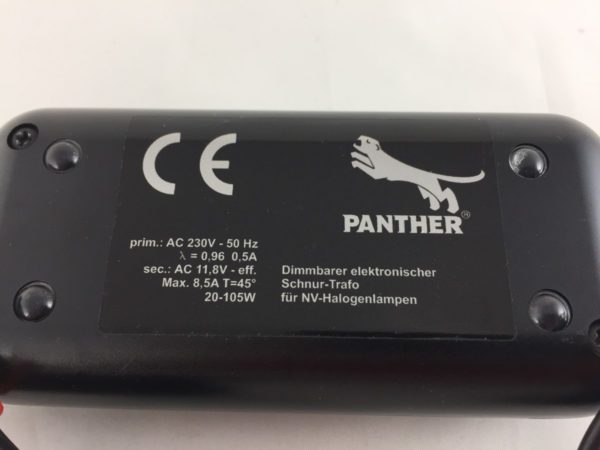 CE
PANTHER®
prim.: AC 230V - 50 Hz
λ = 0,96 0,5A
sec.: AC 11,8V - eff.
Max. 8,5A T=45°
20-105W
Dimmbarer elektronischer
Schnur-Trafo
für NV-Halogenlampen